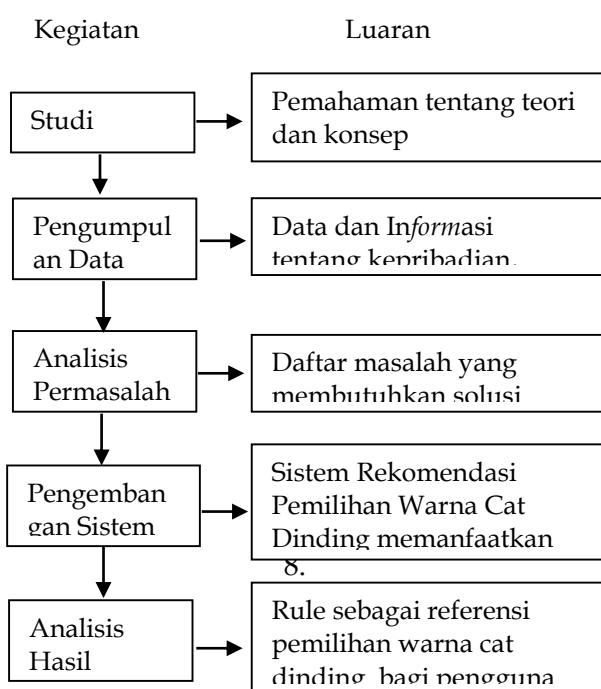 Kegiatan
Luaran
Studi
Pemahaman tentang teori
dan konsep
Pengumpul
an Data
Data dan Informasi
tentang kepribadian.
Analisis
Permasalah
Daftar masalah yang
membutuhkan solusi
Pengemban
gan Sistem
Sistem Rekomendasi
Pemilihan Warna Cat
Dinding memanfaatkan
8.
Analisis
Hasil
Rule sebagai referensi
pemilihan warna cat
dinding bagi pengguna